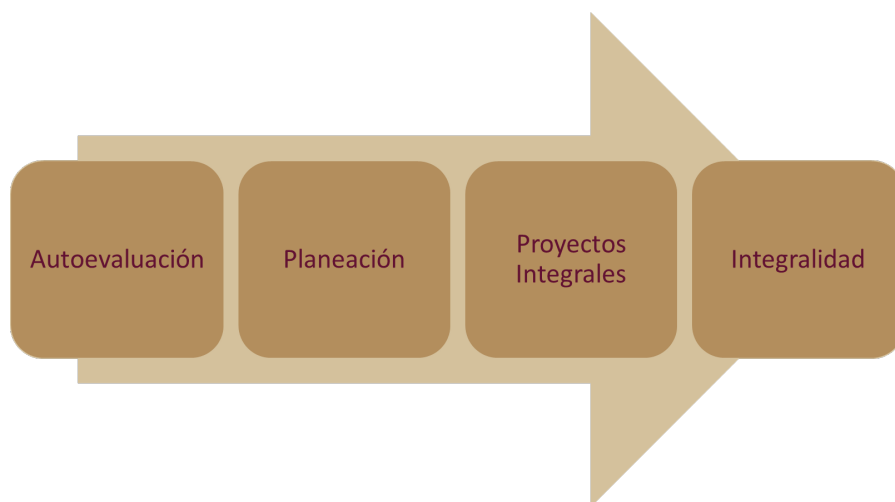 Autoevaluación
Planeación
Proyectos
Integrales
Integralidad